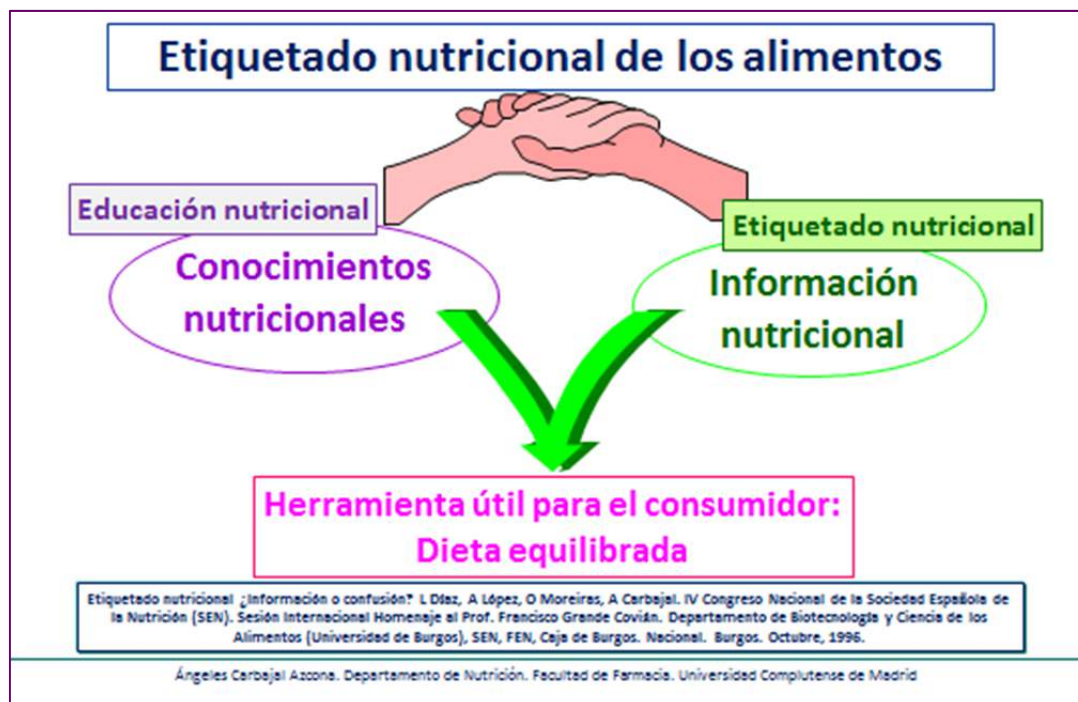 Etiquetado nutricional de los alimentos
Educación nutricional
Conocimientos
nutricionales
Etiquetado nutricional
Información
nutricional
Herramienta útil para el consumidor:
Dieta equilibrada
Etiquetado nutricional ¿Información o confusión? L Díaz, A López, O Moreiras, A Carbajal. IV Congreso Nacional de la Sociedad Española de
la Nutrición (SEN). Sesión Internacional Homenaje al Prof. Francisco Grande Covián. Departamento de Biotecnología y Ciencia de los
Alimentos (Universidad de Burgos), SEN, FEN, Caja de Burgos. Nacional. Burgos. Octubre, 1996.
Ángeles Carbajal Azcona. Departamento de Nutrición. Facultad de Farmacia. Universidad Complutense de Madrid